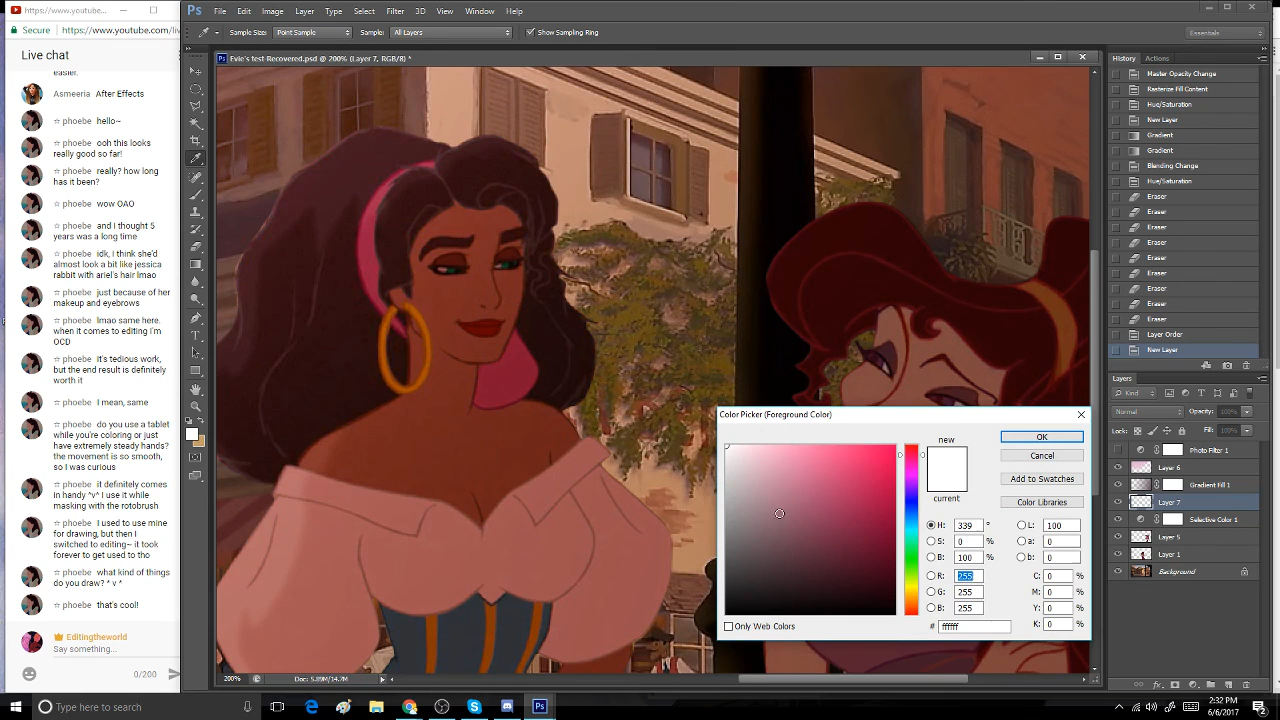 https://www.youtube...
Secure
https://www.youtube.com/liv
Live chat
easier.
Asmeeria After Effects
☆ phoebe hello~
☆ phoebe ooh this looks
really good so far!
☆ phoebe really? how long
has it been?
☆ phoebe wow OAO
☆ phoebe and i thought 5
years was a long time
☆ phoebe idk, I think she'd
almost look a bit like jessica
rabbit with ariel's hair lmao
☆ phoebe just because of her
makeup and eyebrows
☆ phoebe lmao same here.
when it comes to editing I'm
OCD
☆ phoebe it's tedious work,
but the end result is definitely
worth it
☆ phoebe I mean, same
☆ phoebe do you use a tablet
while you're coloring or just
have extremely steady hands?
the movement is so smooth,
so I was curious
☆ phoebe it definitely comes
in handy ^v^ I use it while
masking with the rotobrush
☆ phoebe I used to use mine
for drawing, but then I
switched to editing~ it took
forever to get used to tho
☆ phoebe what kind of things
do you draw? * v *
☆ phoebe that's cool!
Editingtheworld
Say something...
0/200
Ps File Edit Image Layer Type Select Filter 3D View Window Help
Sample Size: Point Sample Sample: All Layers Show Sampling Ring
Essentials
Ps Evie's test-Recovered.psd @ 200% (Layer 7, RGB/8) *
History Actions
Master Opacity Change
Rasterize Fill Content
Hue/Saturation
New Layer
Gradient
Gradient
Blending Change
Hue/Saturation
Eraser
Eraser
Eraser
Eraser
Eraser
Eraser
Eraser
Eraser
Eraser
Layer Order
New Layer
Layers
Kind
Normal Opacity: 100%
Lock: Fill: 100%
Photo Filter 1
Layer 6
Gradient Fill 1
Layer 7
Selective Color 1
Layer 5
Layer 1
Background
Color Picker (Foreground Color)
new
current
OK
Cancel
Add to Swatches
Color Libraries
H: 339 °
S: 0 %
B: 100 %
R: 255
G: 255
B: 255
L: 100
a: 0
b: 0
C: 0 %
M: 0 %
Y: 0 %
K: 0 %
# ffffff
Only Web Colors
200% Doc: 5.89M/14.7M
Type here to search
2:32 PM
6/6/2017